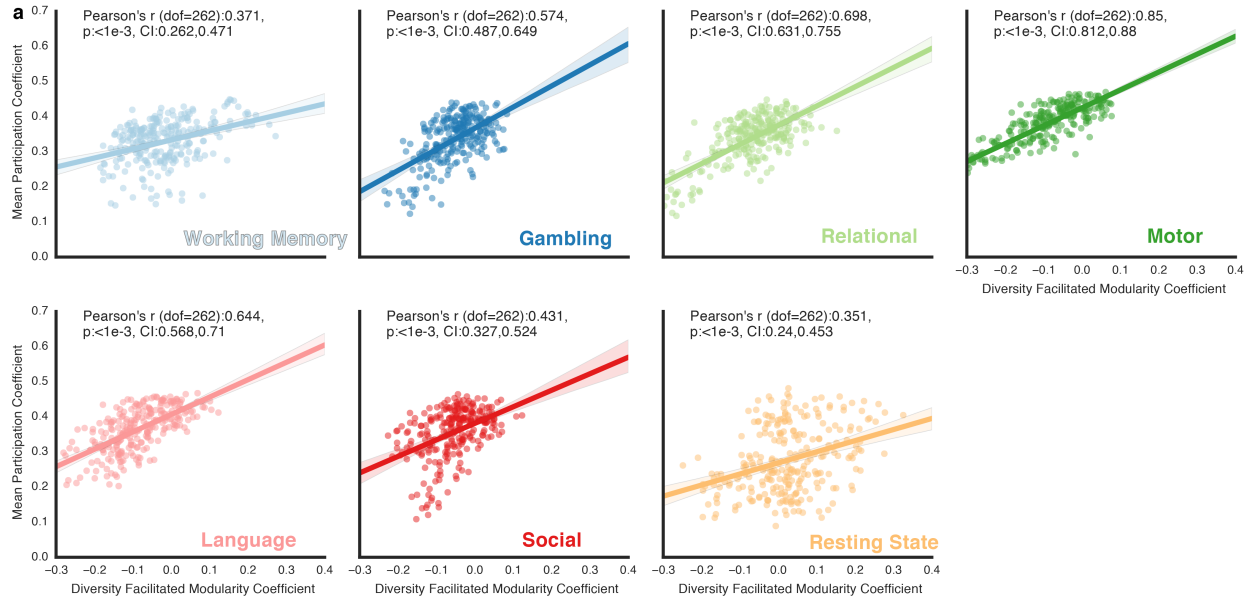 a
0.7
0.6
0.5
0.4
0.3
0.2
0.1
0.0
Mean Participation Coefficient
Pearson's r (dof=262):0.371,
p:<1e-3, CI:0.262,0.471
Working Memory
Pearson's r (dof=262):0.574,
p:<1e-3, CI:0.487,0.649
Gambling
Pearson's r (dof=262):0.698,
p:<1e-3, CI:0.631,0.755
Relational
Pearson's r (dof=262):0.85,
p:<1e-3, CI:0.812,0.88
Motor
−0.3 −0.2 −0.1 0.0 0.1 0.2 0.3 0.4
Diversity Facilitated Modularity Coefficient
0.7
0.6
0.5
0.4
0.3
0.2
0.1
0.0
Mean Participation Coefficient
Pearson's r (dof=262):0.644,
p:<1e-3, CI:0.568,0.71
Language
−0.3 −0.2 −0.1 0.0 0.1 0.2 0.3 0.4
Diversity Facilitated Modularity Coefficient
Pearson's r (dof=262):0.431,
p:<1e-3, CI:0.327,0.524
Social
−0.3 −0.2 −0.1 0.0 0.1 0.2 0.3 0.4
Diversity Facilitated Modularity Coefficient
Pearson's r (dof=262):0.351,
p:<1e-3, CI:0.24,0.453
Resting State
−0.3 −0.2 −0.1 0.0 0.1 0.2 0.3 0.4
Diversity Facilitated Modularity Coefficient